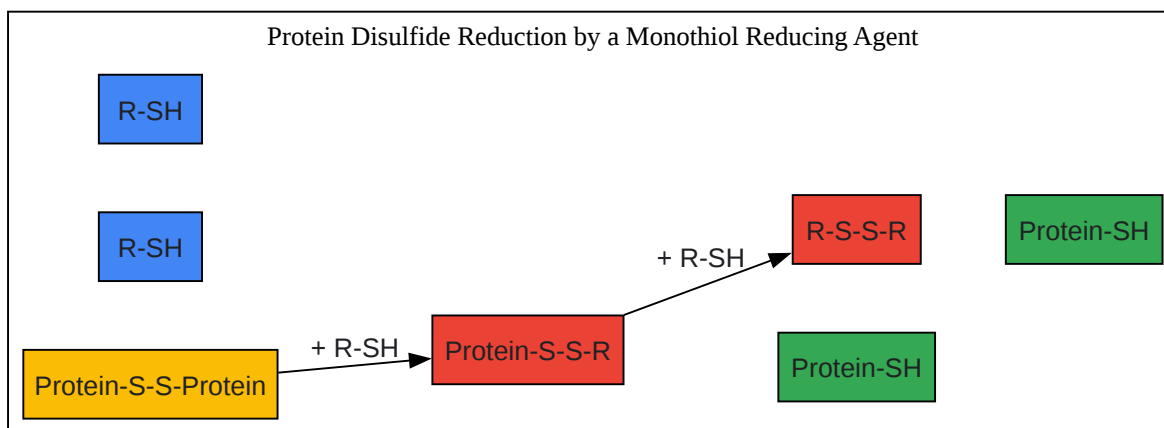 Protein Disulfide Reduction by a Monothiol Reducing Agent
R-SH
R-SH
Protein-S-S-Protein
+ R-SH
Protein-S-S-R
+ R-SH
R-S-S-R
Protein-SH
Protein-SH